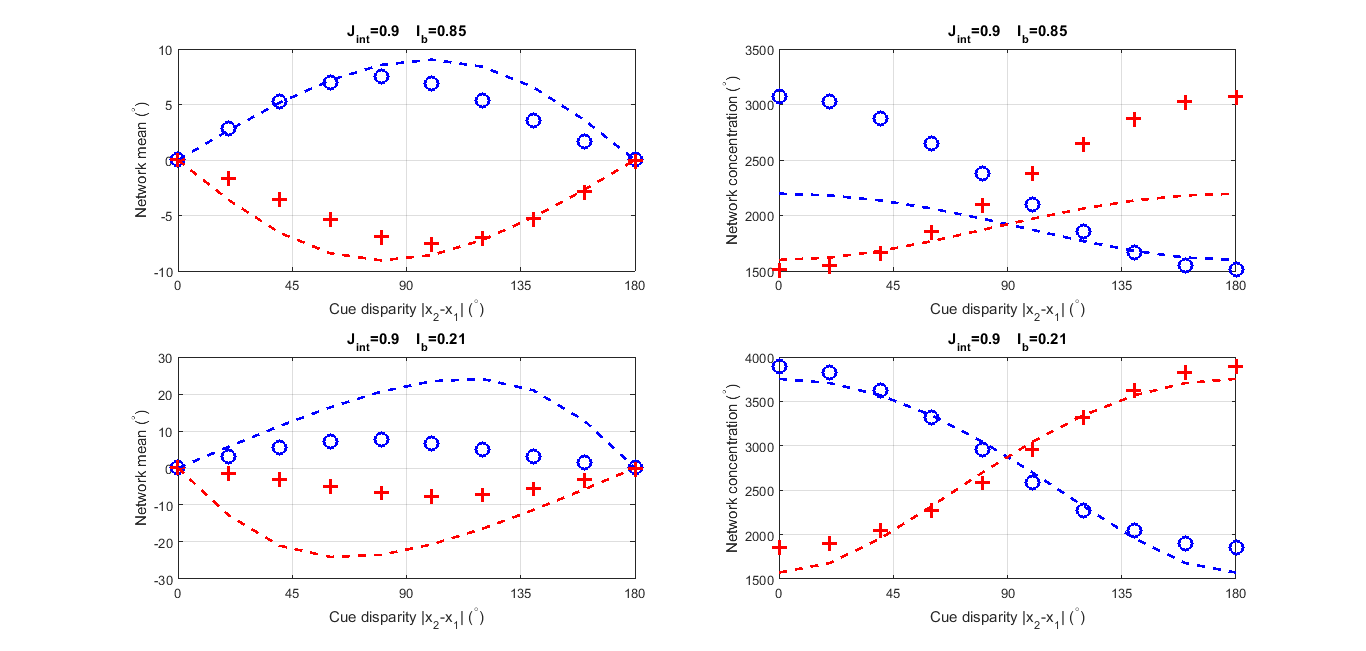 J_int=0.9 I_b=0.85
Network mean (°)
10
5
0
-5
-10
0 45 90 135 180
Cue disparity |x_2-x_1| (°)
J_int=0.9 I_b=0.85
Network concentration (°)
3500
3000
2500
2000
1500
0 45 90 135 180
Cue disparity |x_2-x_1| (°)
J_int=0.9 I_b=0.21
Network mean (°)
30
20
10
0
-10
-20
-30
0 45 90 135 180
Cue disparity |x_2-x_1| (°)
J_int=0.9 I_b=0.21
Network concentration (°)
4000
3500
3000
2500
2000
1500
0 45 90 135 180
Cue disparity |x_2-x_1| (°)